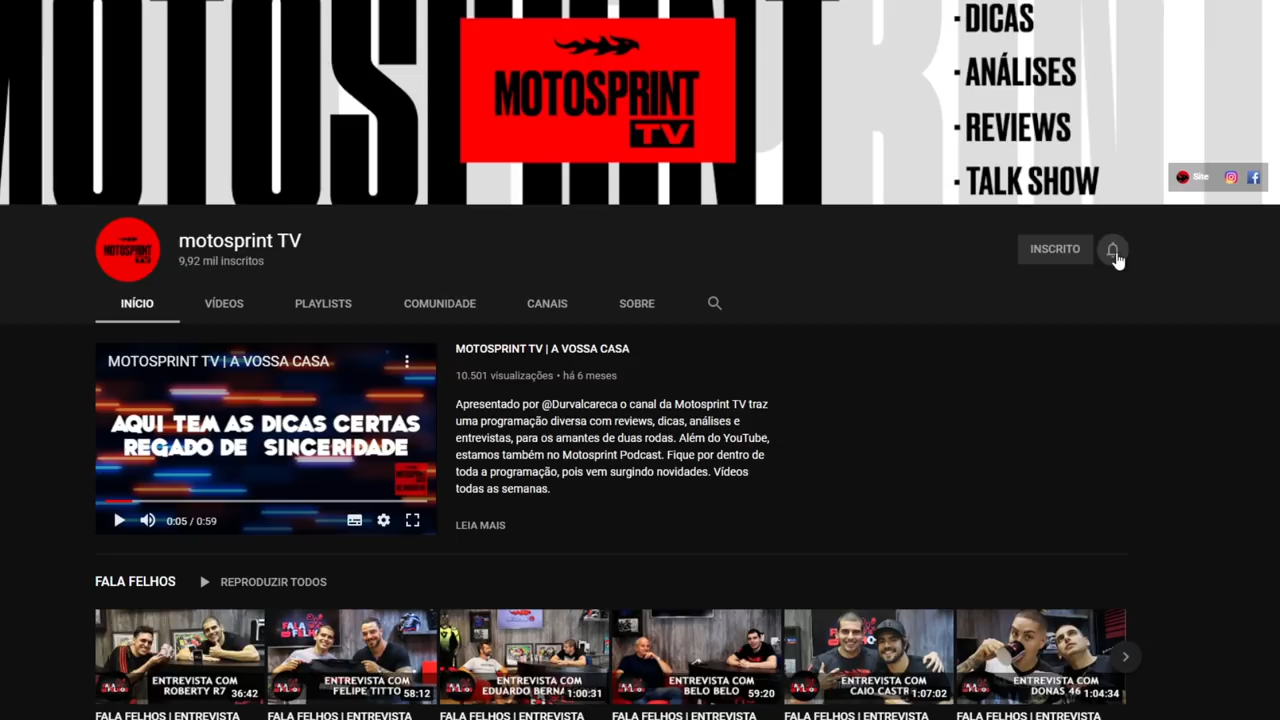 MOTOSPRINT
· DICAS
· ANÁLISES
· REVIEWS
· TALK SHOW
MOTOSPRINT
TV
Site
MOTOSPRINT
motosprint TV
9,92 mil inscritos
INSCRITO
INÍCIO
VÍDEOS
PLAYLISTS
COMUNIDADE
CANAIS
SOBRE
MOTOSPRINT TV | A VOSSA CASA
AQUI TEM AS DICAS CERTAS
REGADO DE SINCERIDADE
0:05 / 0:59
MOTOSPRINT TV | A VOSSA CASA
10.501 visualizações • há 6 meses
Apresentado por @Durvalcareca o canal da Motosprint TV traz
uma programação diversa com reviews, dicas, análises e
entrevistas, para os amantes de duas rodas. Além do YouTube,
estamos também no Motosprint Podcast. Fique por dentro de
toda a programação, pois vem surgindo novidades. Vídeos
todas as semanas.
LEIA MAIS
FALA FELHOS
REPRODUZIR TODOS
ENTREVISTA COM
ROBERTY R7
36:42
ENTREVISTA COM
FELIPE TITTO
58:12
ENTREVISTA COM
EDUARDO BERNA
1:00:31
ENTREVISTA COM
BELO BELO
59:20
ENTREVISTA COM
CAIO CASTR
1:07:02
ENTREVISTA COM
DONAS 46
1:04:34
FALA FELHOS | ENTREVISTA
FALA FELHOS | ENTREVISTA
FALA FELHOS | ENTREVISTA
FALA FELHOS | ENTREVISTA
FALA FELHOS | ENTREVISTA
FALA FELHOS | ENTREVISTA